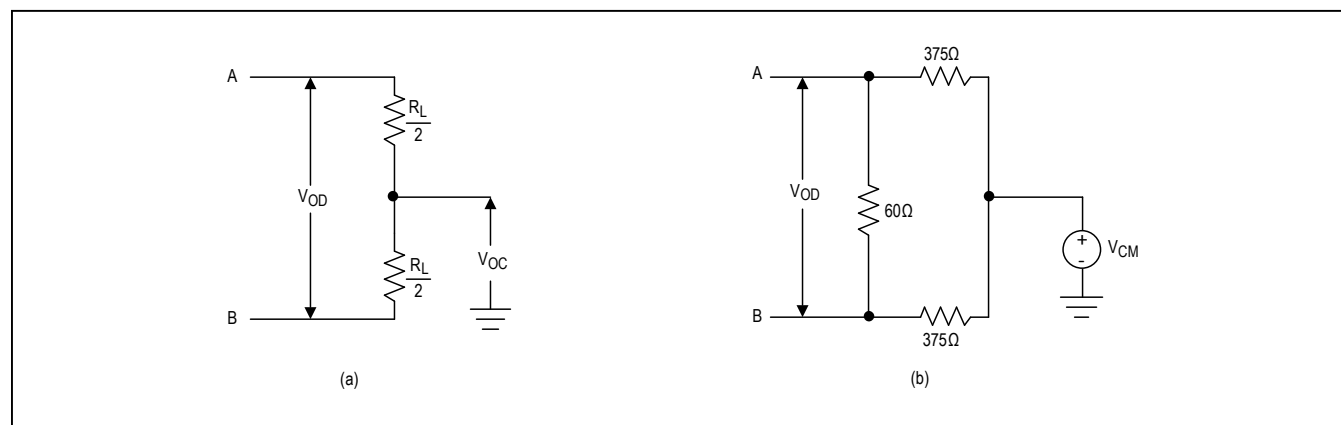 A
R_L
2
V_OD
V_OC
R_L
2
B
(a)
375Ω
A
V_OD
60Ω
V_CM
+
-
B
375Ω
(b)